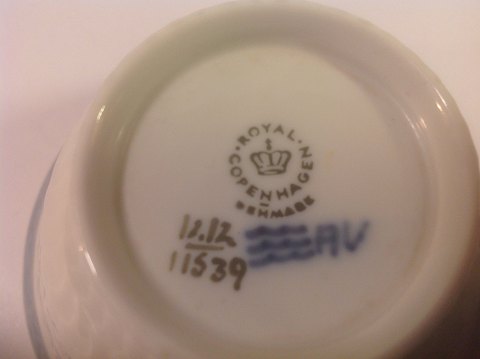 ROYAL
COPENHAGEN
DENMARK
12.12
11539
AV